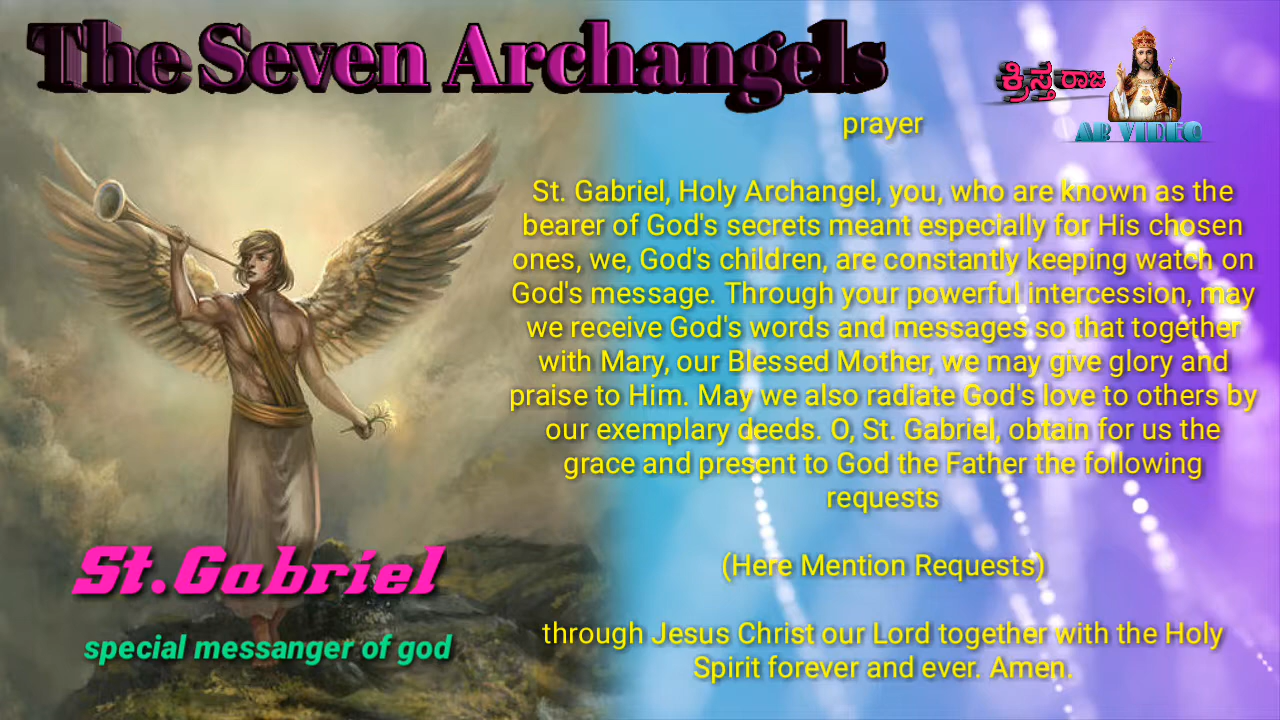 The Seven Archangels
ಕ್ರಿಸ್ತ ರಾಜ
AB VIDEO
prayer
St. Gabriel, Holy Archangel, you, who are known as the
bearer of God's secrets meant especially for His chosen
ones, we, God's children, are constantly keeping watch on
God's message. Through your powerful intercession, may
we receive God's words and messages so that together
with Mary, our Blessed Mother, we may give glory and
praise to Him. May we also radiate God's love to others by
our exemplary deeds. O, St. Gabriel, obtain for us the
grace and present to God the Father the following
requests
(Here Mention Requests)
through Jesus Christ our Lord together with the Holy
Spirit forever and ever. Amen.
St.Gabriel
special messanger of god